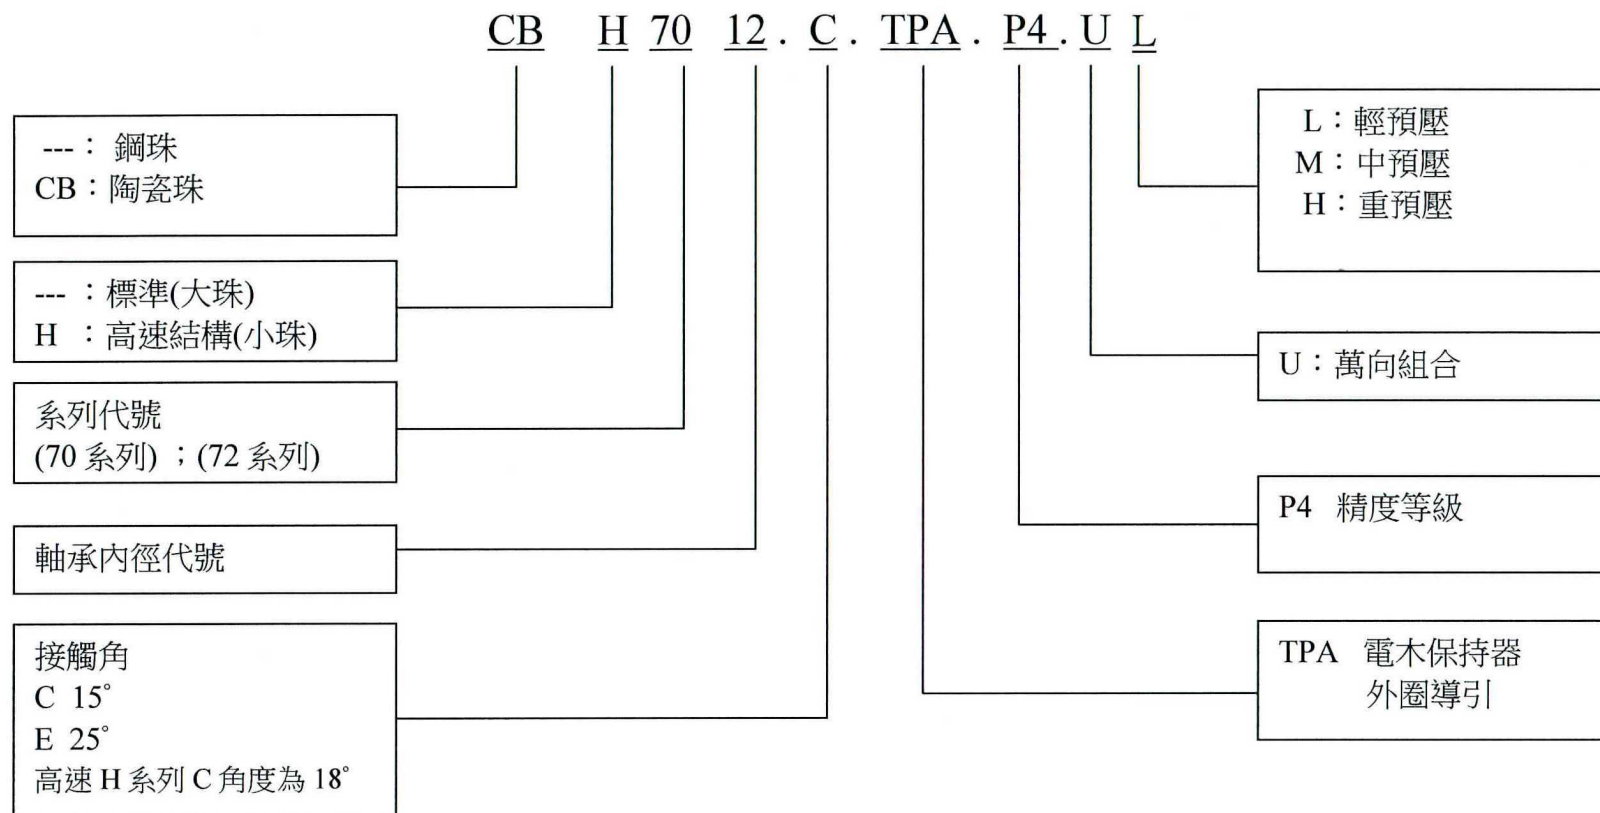 CB H 70 12 . C . TPA . P4 . U L
---： 鋼珠
CB：陶瓷珠
--- ：標準(大珠)
H ：高速結構(小珠)
系列代號
(70 系列) ；(72 系列)
軸承內徑代號
接觸角
C 15°
E 25°
高速 H 系列 C 角度為 18°
L：輕預壓
M：中預壓
H：重預壓
U：萬向組合
P4 精度等級
TPA 電木保持器
外圈導引